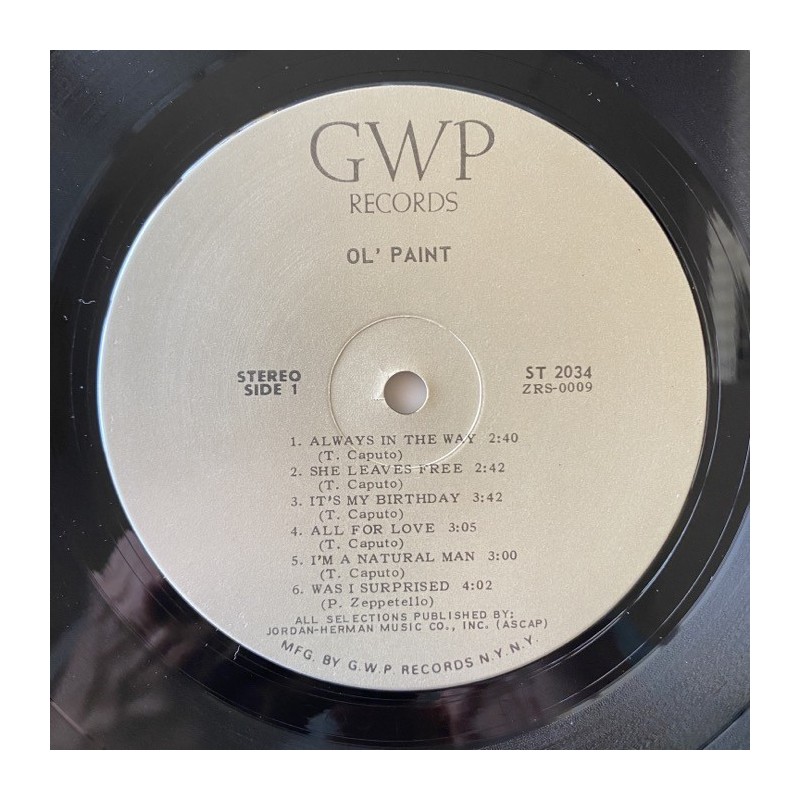 GWP
RECORDS
OL' PAINT
STEREO
SIDE 1
ST 2034
ZRS-0009
1. ALWAYS IN THE WAY 2:40
(T. Caputo)
2. SHE LEAVES FREE 2:42
(T. Caputo)
3. IT'S MY BIRTHDAY 3:42
(T. Caputo)
4. ALL FOR LOVE 3:05
(T. Caputo)
5. I'M A NATURAL MAN 3:00
(T. Caputo)
6. WAS I SURPRISED 4:02
(P. Zeppetello)
ALL SELECTIONS PUBLISHED BY:
JORDAN-HERMAN MUSIC CO., INC. (ASCAP)
MFG. BY G.W.P. RECORDS N.Y. N.Y.